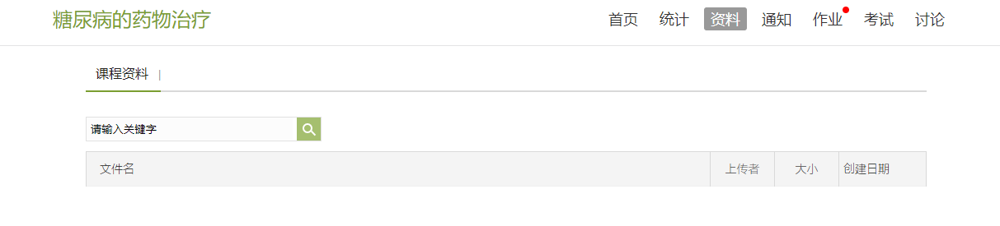 糖尿病的药物治疗
首页 统计 资料 通知 作业 考试 讨论
课程资料 |
请输入关键字
文件名 上传者 大小 创建日期